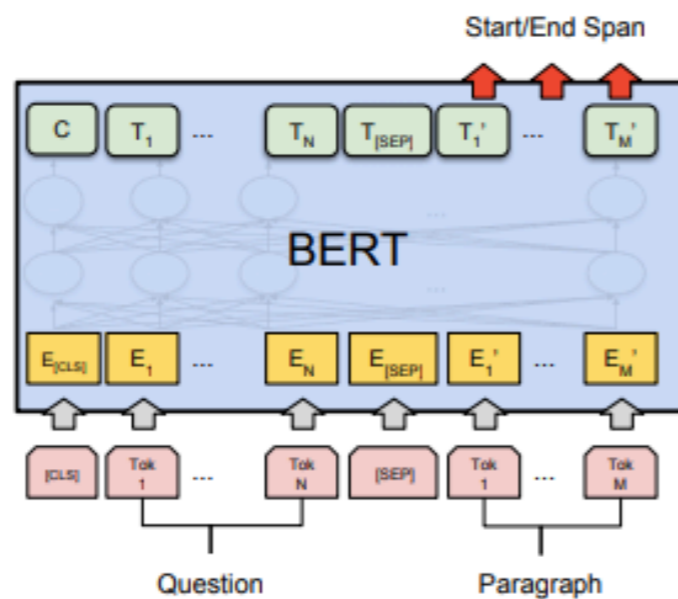 Start/End Span
C T1 ... TN T[SEP] T1' ... TM'
...
BERT
...
E[CLS] E1 ... EN E[SEP] E1' ... EM'
[CLS] Tok 1 ... Tok N [SEP] Tok 1 ... Tok M
Question Paragraph